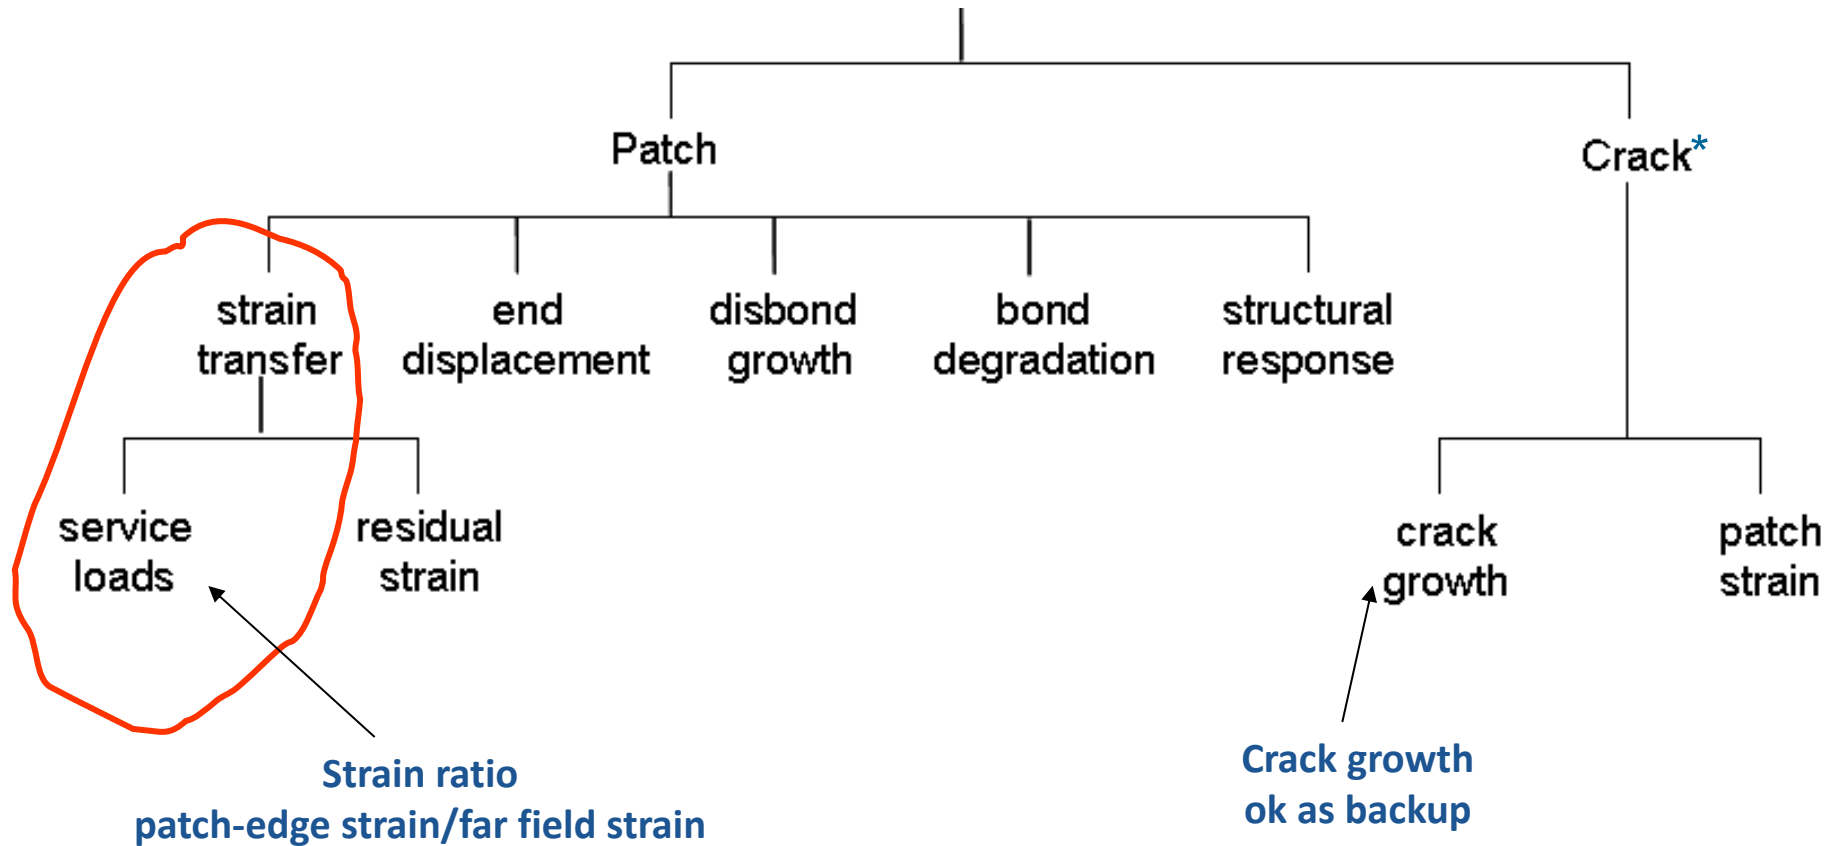 Patch
Crack*
strain
transfer
end
displacement
disbond
growth
bond
degradation
structural
response
service
loads
residual
strain
crack
growth
patch
strain
Strain ratio
patch-edge strain/far field strain
Crack growth
ok as backup